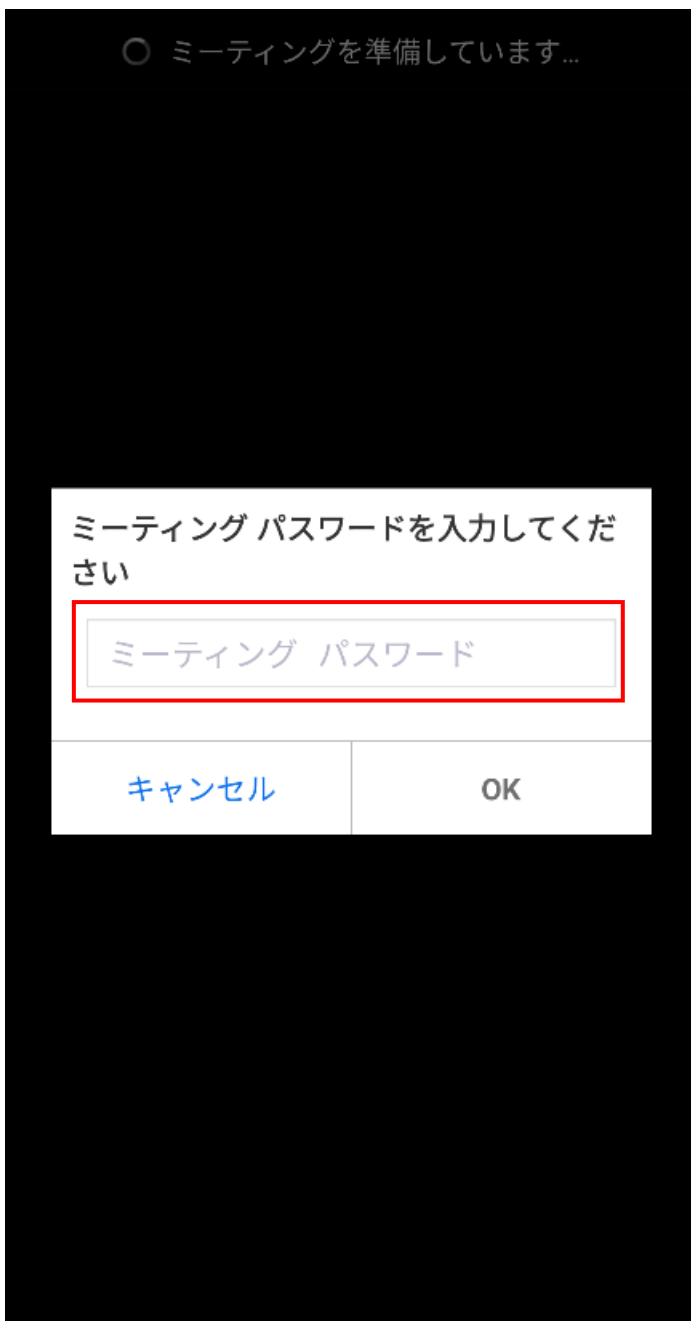 ミーティングを準備しています...
ミーティング パスワードを入力してくだ
さい
ミーティング パスワード
キャンセル
OK